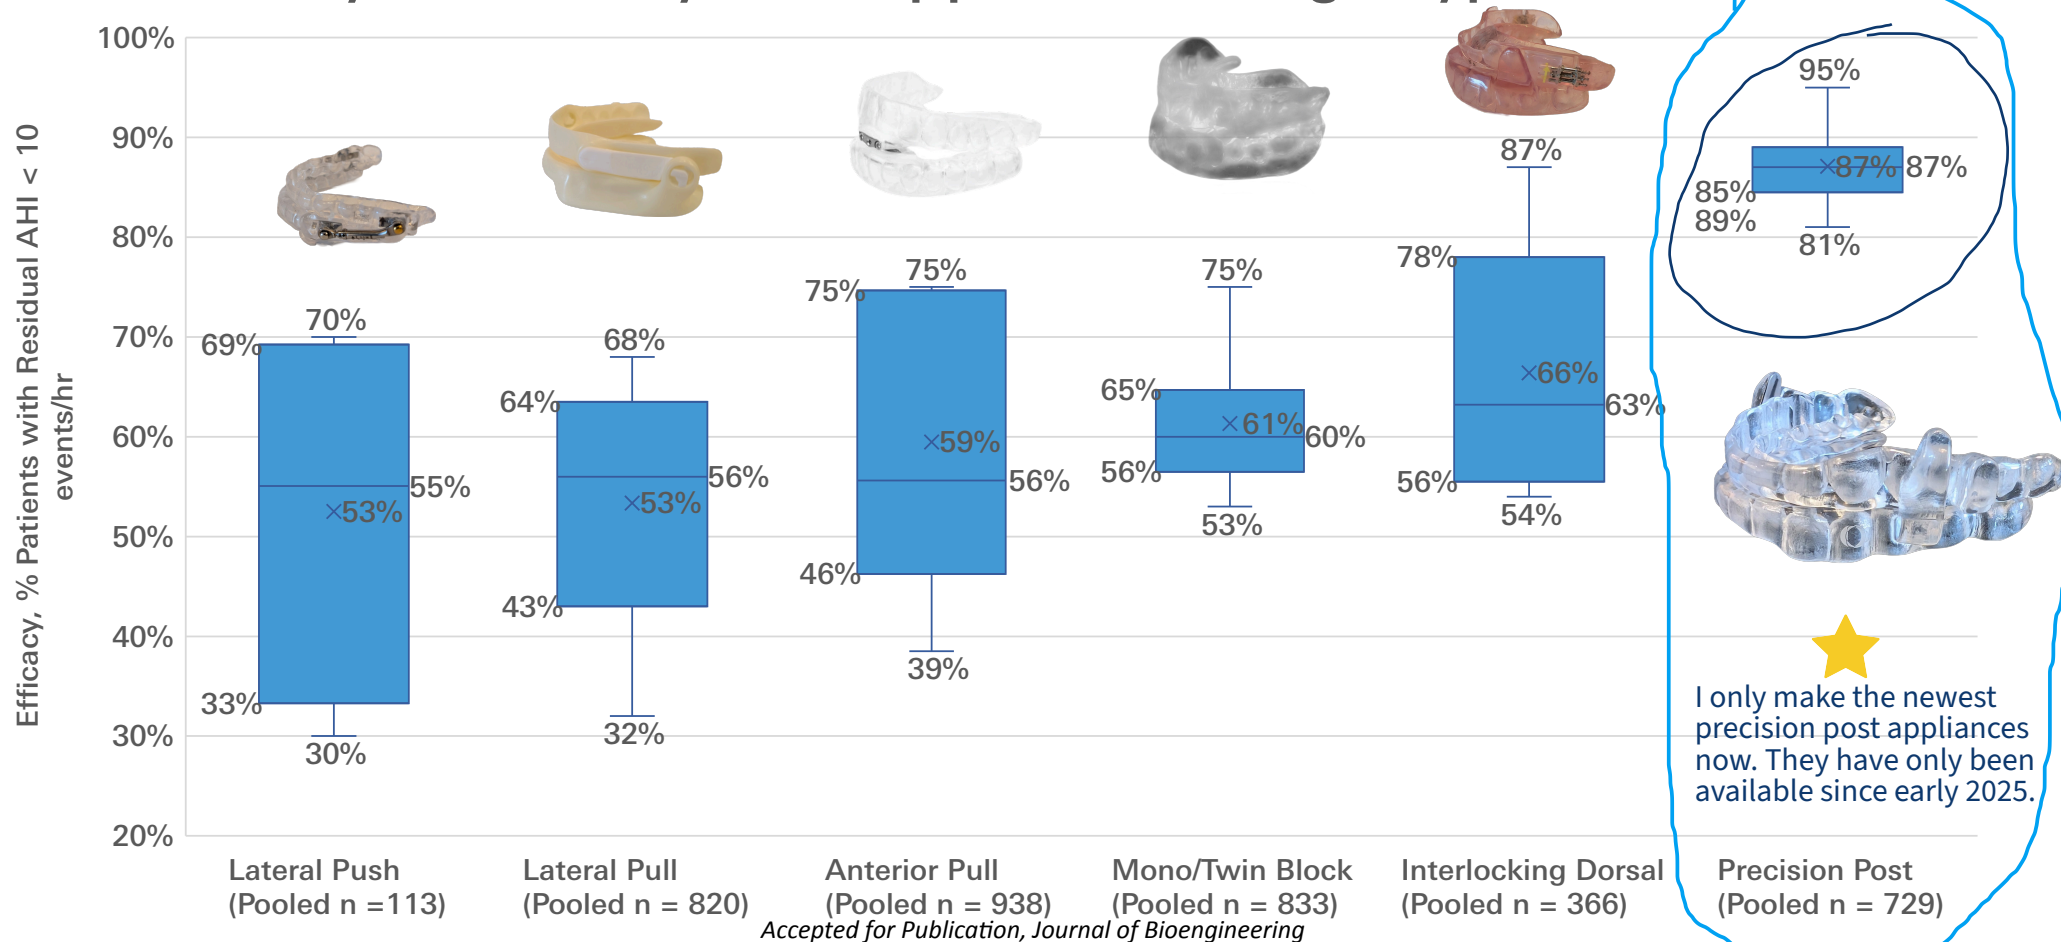 100%
90%
80%
70%
60%
50%
40%
30%
20%
Efficacy, % Patients with Residual AHI < 10
events/hr
70%
69%
55%
53%
33%
30%
68%
64%
56%
53%
43%
32%
75%
75%
59%
56%
46%
39%
75%
65%
61%
60%
56%
53%
87%
78%
66%
63%
56%
54%
95%
87% 87%
85%
89%
81%
I only make the newest
precision post appliances
now. They have only been
available since early 2025.
Lateral Push
(Pooled n =113)
Lateral Pull
(Pooled n = 820)
Anterior Pull
(Pooled n = 938)
Mono/Twin Block
(Pooled n = 833)
Interlocking Dorsal
(Pooled n = 366)
Precision Post
(Pooled n = 729)
Accepted for Publication, Journal of Bioengineering